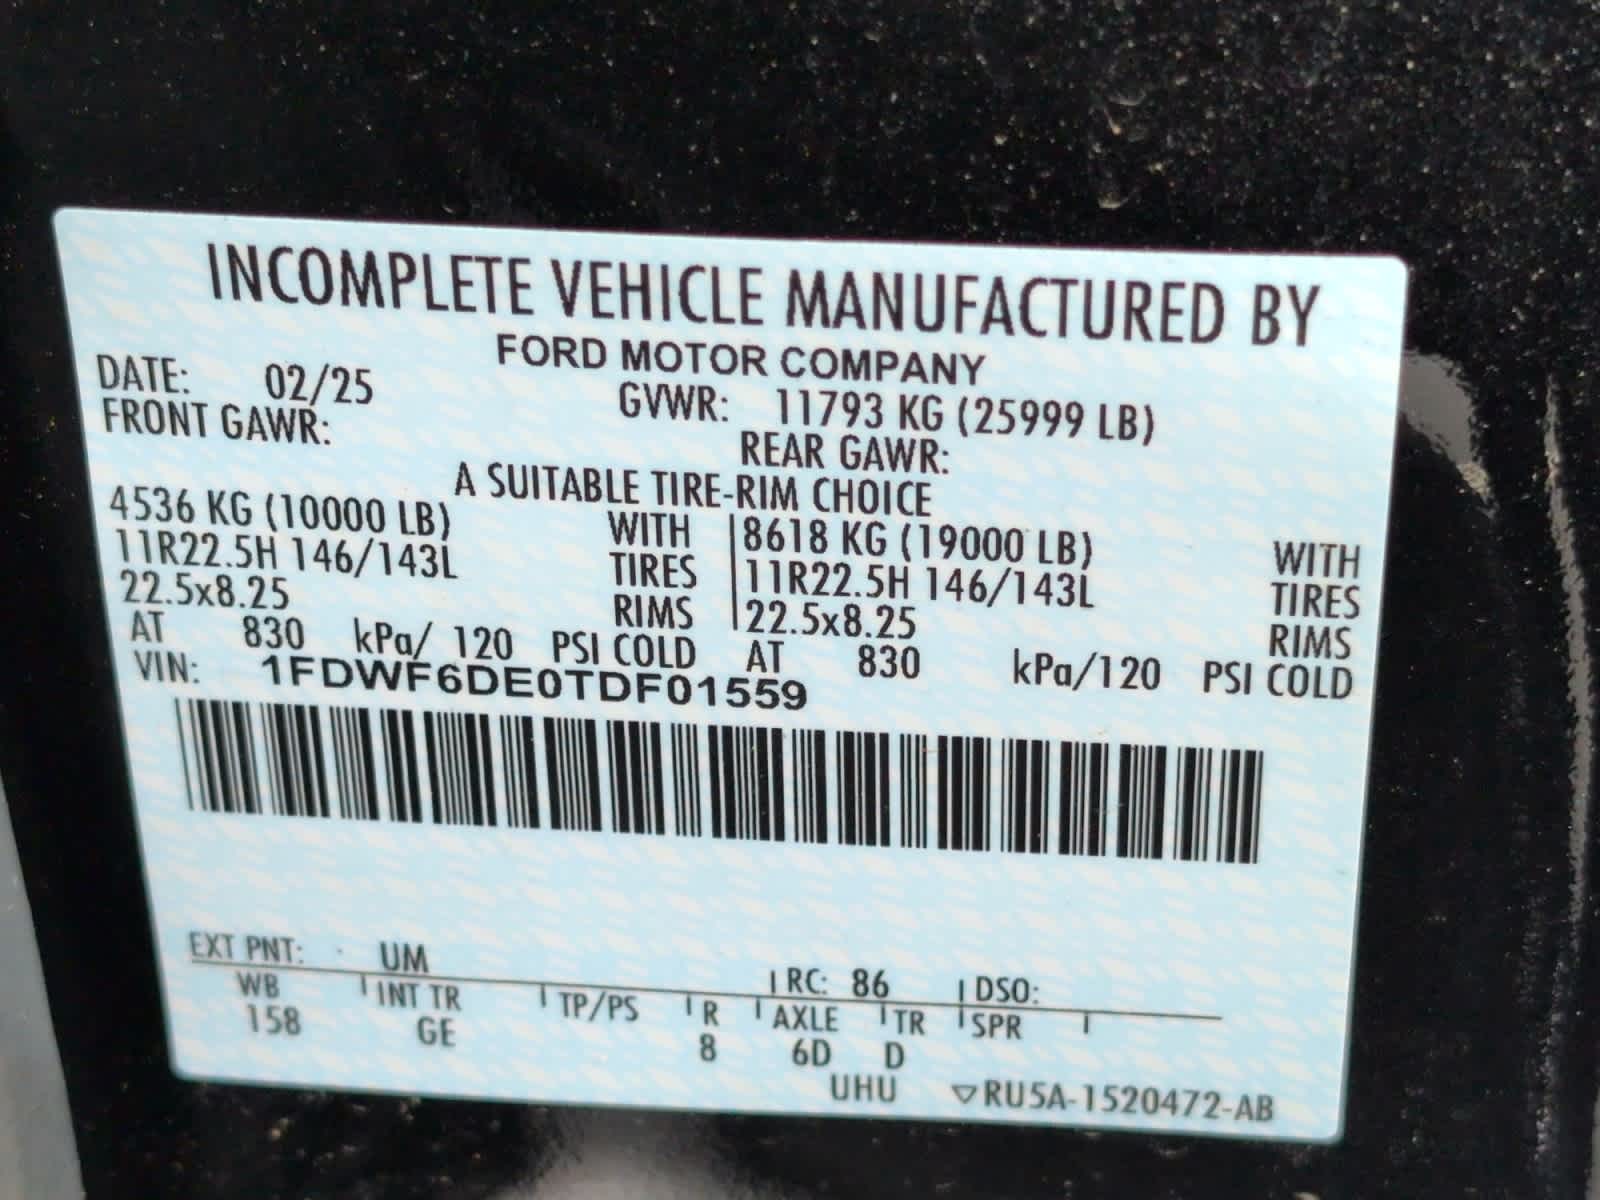 INCOMPLETE VEHICLE MANUFACTURED BY
FORD MOTOR COMPANY
DATE: 02/25 GVWR: 11793 KG (25999 LB)
FRONT GAWR: REAR GAWR:
A SUITABLE TIRE-RIM CHOICE
4536 KG (10000 LB) WITH 8618 KG (19000 LB) WITH
11R22.5H 146/143L TIRES 11R22.5H 146/143L TIRES
22.5x8.25 RIMS 22.5x8.25 RIMS
AT 830 kPa/ 120 PSI COLD AT 830 kPa/120 PSI COLD
VIN: 1FDWF6DE0TDF01559
EXT PNT: UM RC: 86 DSO:
WB INT TR TP/PS R AXLE TR SPR
158 GE 8 6D D
UHU ▽RU5A-1520472-AB